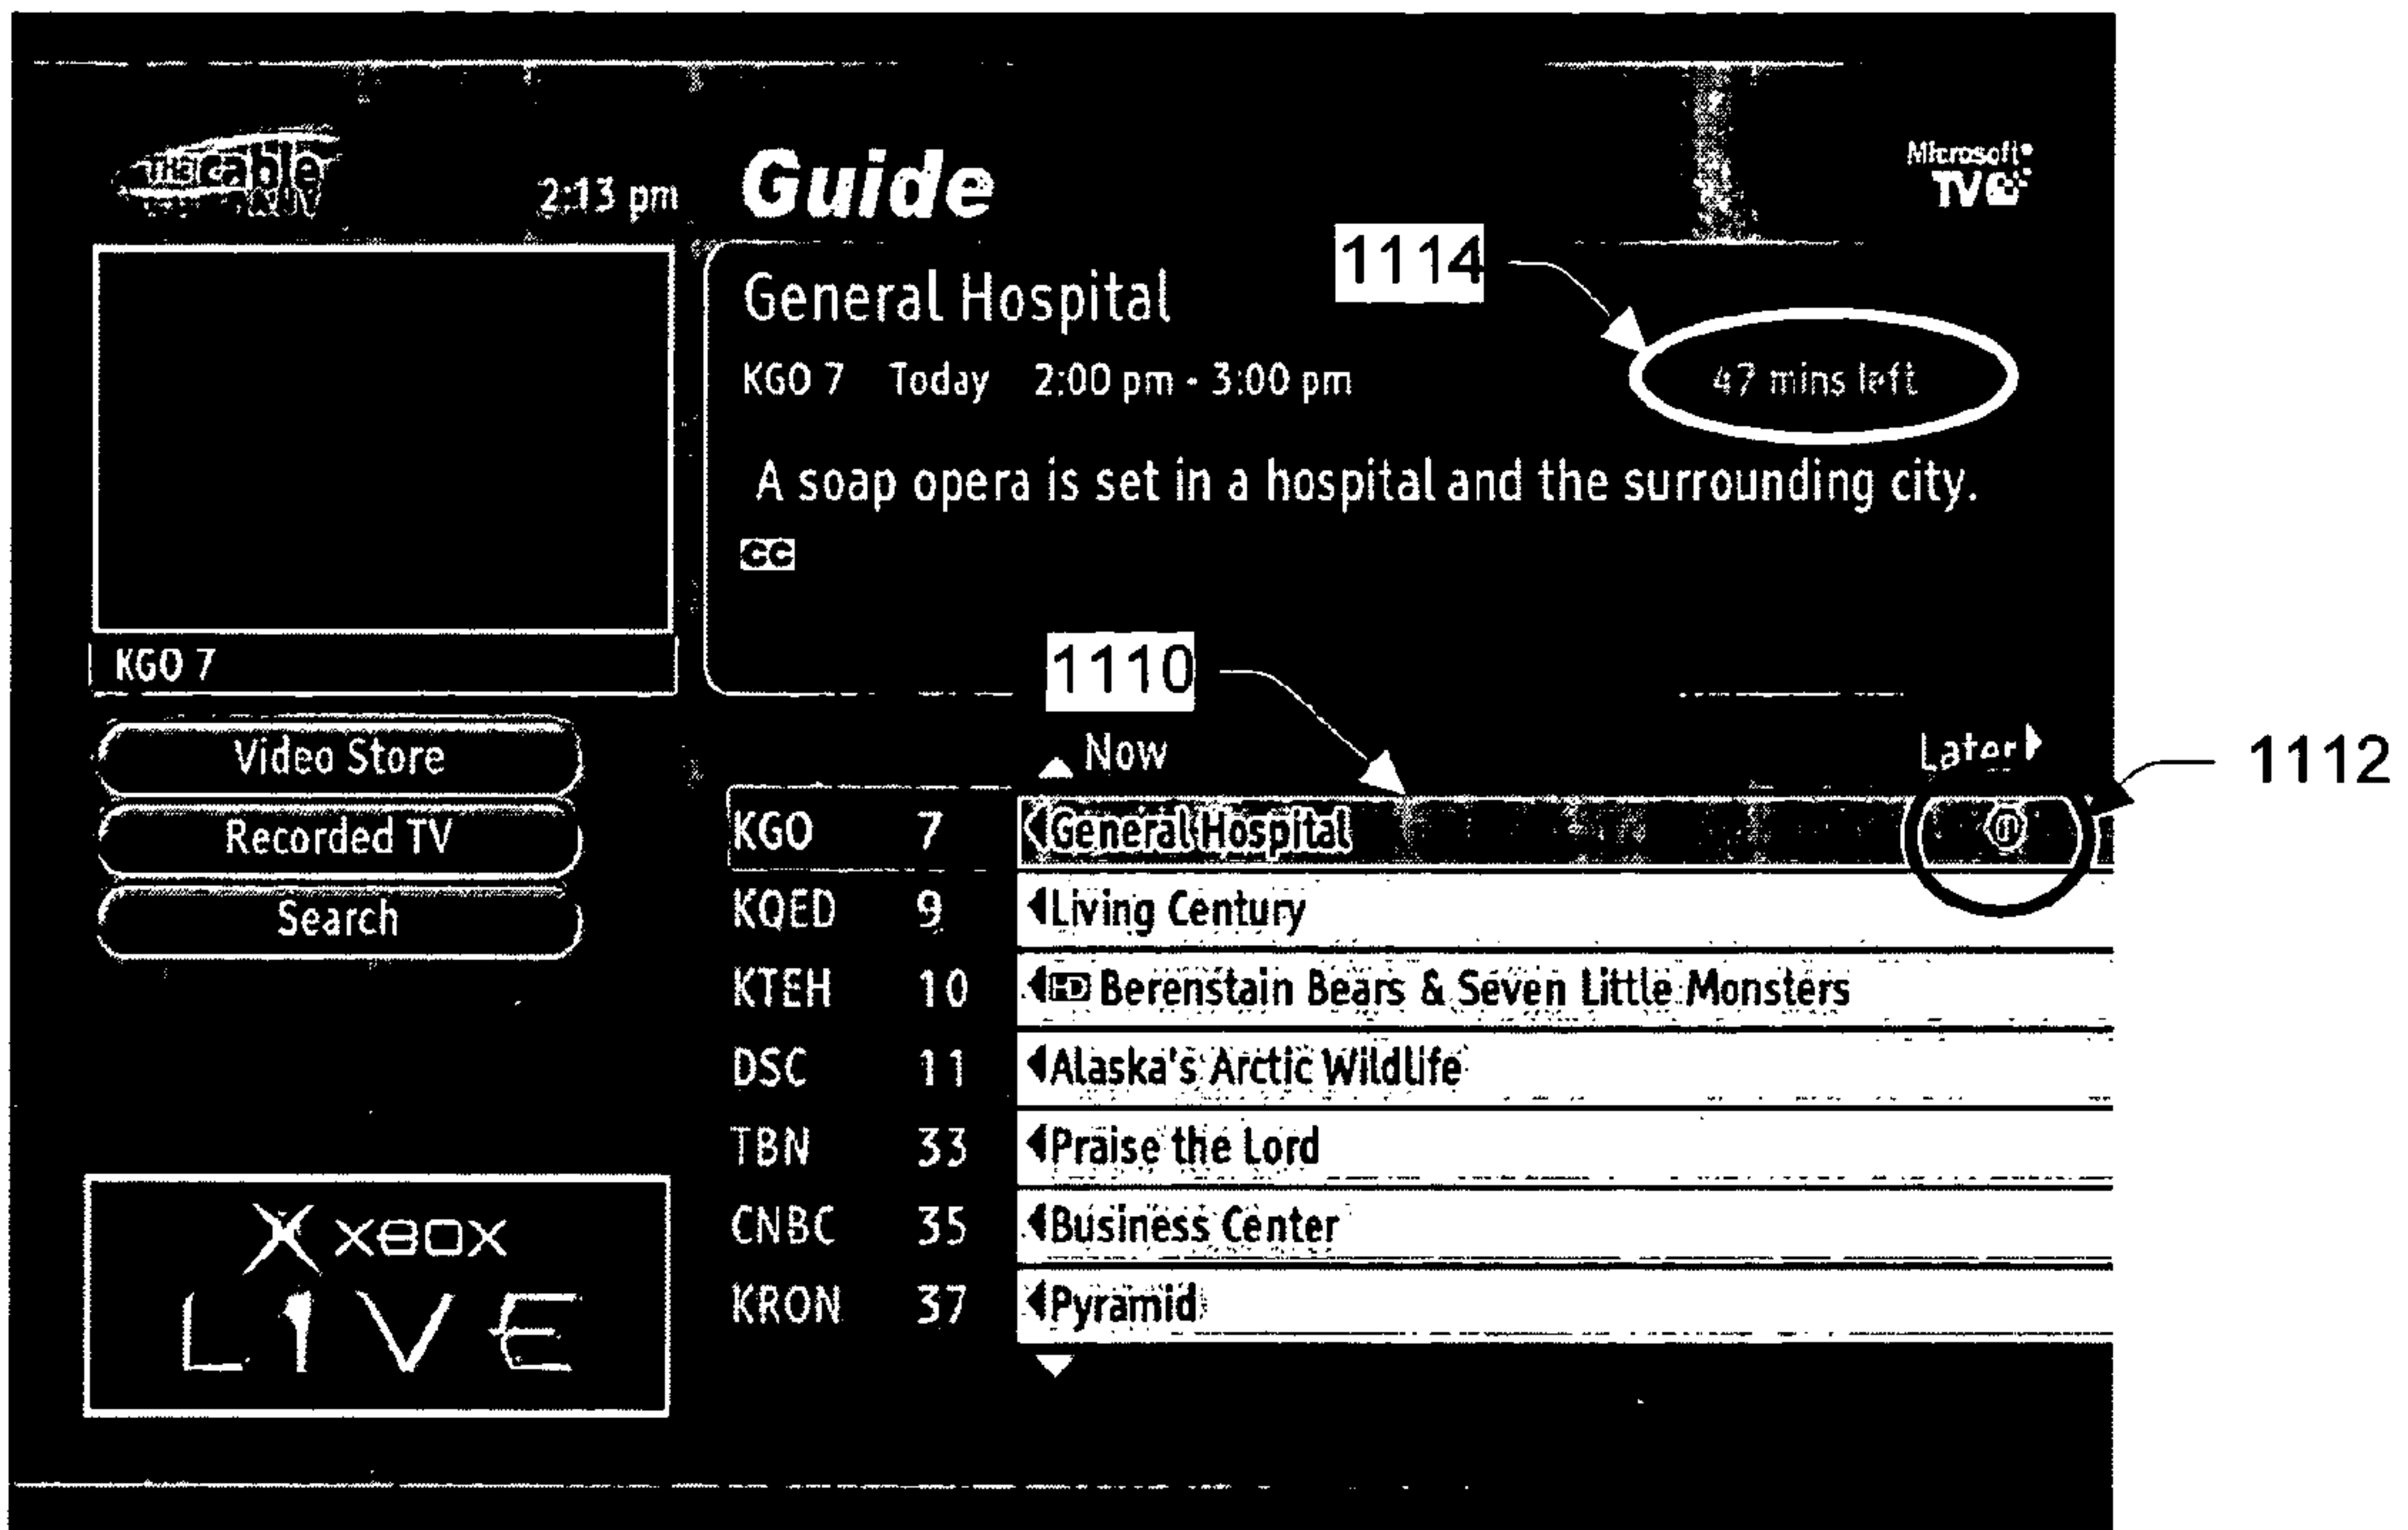 2:13 pm
Guide
Microsoft®
TV
1114
General Hospital
KGO 7 Today 2:00 pm - 3:00 pm
47 mins left
A soap opera is set in a hospital and the surrounding city.
CC
KGO 7
1110
Video Store
Recorded TV
Search
Now
Later
1112
KGO 7 General Hospital
KQED 9 Living Century
KTEH 10 HD Berenstain Bears & Seven Little Monsters
DSC 11 Alaska's Arctic Wildlife
TBN 33 Praise the Lord
CNBC 35 Business Center
KRON 37 Pyramid
XBOX
LIVE